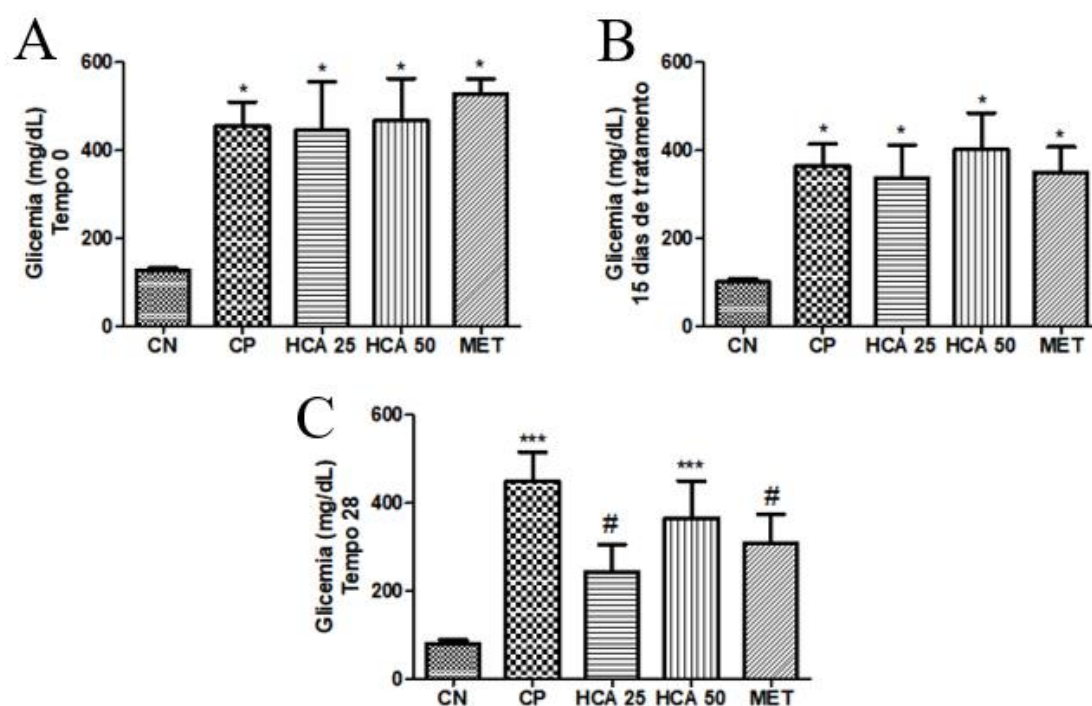 A
Glicemia (mg/dL)
Tempo 0
600
400
200
0
* * * *
CN CP HCA 25 HCA 50 MET
B
Glicemia (mg/dL)
15 dias de tratamento
600
400
200
0
* * * *
CN CP HCA 25 HCA 50 MET
C
Glicemia (mg/dL)
Tempo 28
600
400
200
0
*** # *** #
CN CP HCA 25 HCA 50 MET